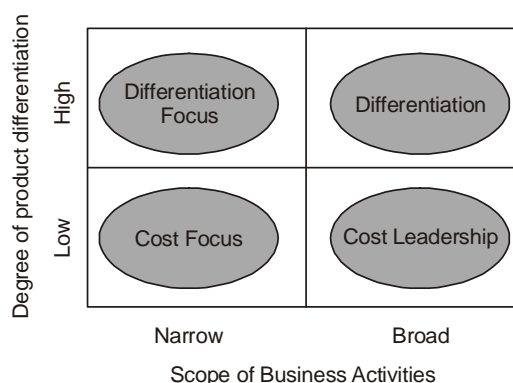 Degree of product differentiation
High
Low
Differentiation
Focus
Differentiation
Cost Focus
Cost Leadership
Narrow
Broad
Scope of Business Activities